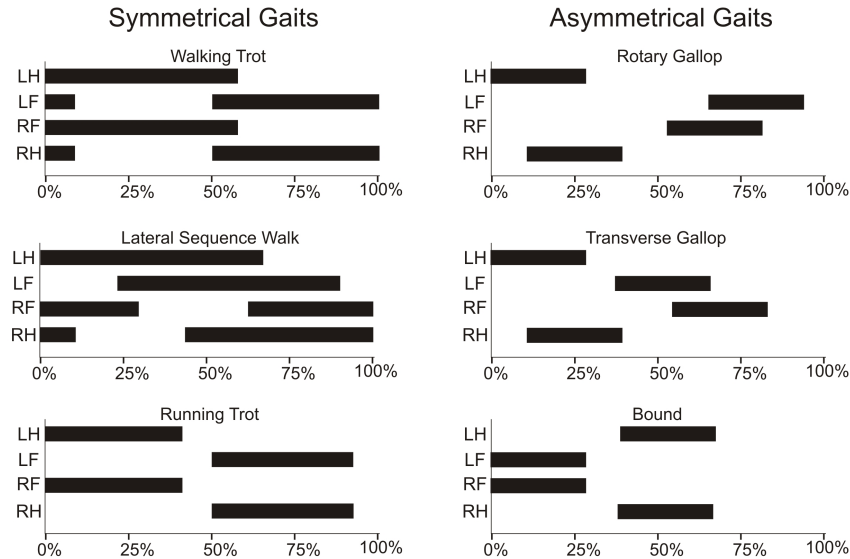 Symmetrical Gaits
Walking Trot
LH
LF
RF
RH
0% 25% 50% 75% 100%
Lateral Sequence Walk
LH
LF
RF
RH
0% 25% 50% 75% 100%
Running Trot
LH
LF
RF
RH
0% 25% 50% 75% 100%
Asymmetrical Gaits
Rotary Gallop
LH
LF
RF
RH
0% 25% 50% 75% 100%
Transverse Gallop
LH
LF
RF
RH
0% 25% 50% 75% 100%
Bound
LH
LF
RF
RH
0% 25% 50% 75% 100%